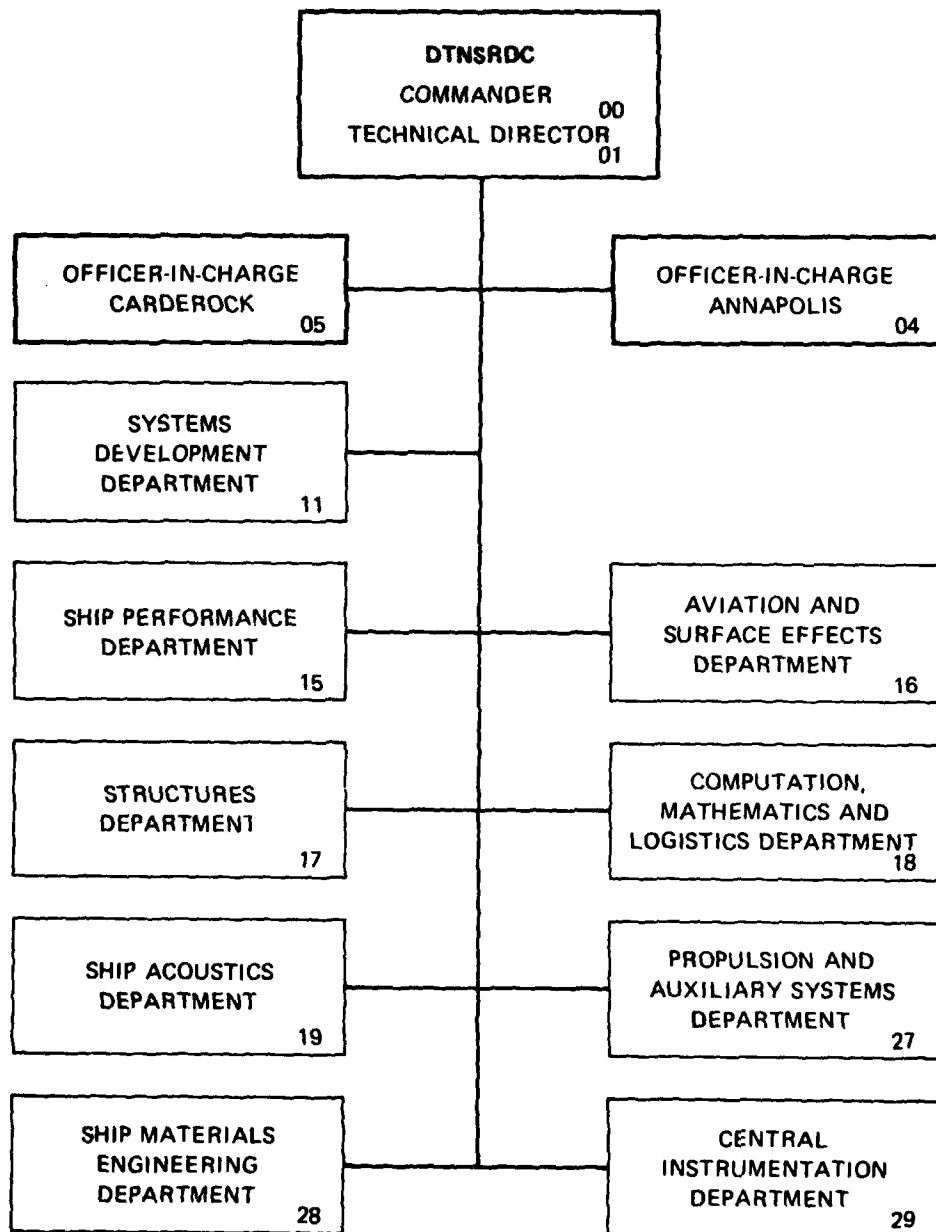 DTNSRDC
COMMANDER
00
TECHNICAL DIRECTOR
01
OFFICER-IN-CHARGE
CARDEROCK
05
OFFICER-IN-CHARGE
ANNAPOLIS
04
SYSTEMS
DEVELOPMENT
DEPARTMENT
11
SHIP PERFORMANCE
DEPARTMENT
15
AVIATION AND
SURFACE EFFECTS
DEPARTMENT
16
STRUCTURES
DEPARTMENT
17
COMPUTATION,
MATHEMATICS AND
LOGISTICS DEPARTMENT
18
SHIP ACOUSTICS
DEPARTMENT
19
PROPULSION AND
AUXILIARY SYSTEMS
DEPARTMENT
27
SHIP MATERIALS
ENGINEERING
DEPARTMENT
28
CENTRAL
INSTRUMENTATION
DEPARTMENT
29